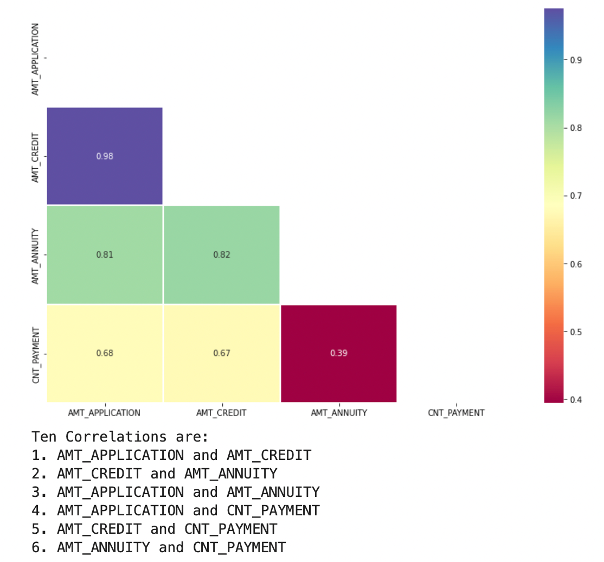 AMT_APPLICATION
0.9
AMT_CREDIT
0.98
0.8
0.7
AMT_ANNUITY
0.81 0.82
0.6
0.5
CNT_PAYMENT
0.68 0.67 0.39
0.4
AMT_APPLICATION AMT_CREDIT AMT_ANNUITY CNT_PAYMENT
Ten Correlations are:
1. AMT_APPLICATION and AMT_CREDIT
2. AMT_CREDIT and AMT_ANNUITY
3. AMT_APPLICATION and AMT_ANNUITY
4. AMT_APPLICATION and CNT_PAYMENT
5. AMT_CREDIT and CNT_PAYMENT
6. AMT_ANNUITY and CNT_PAYMENT